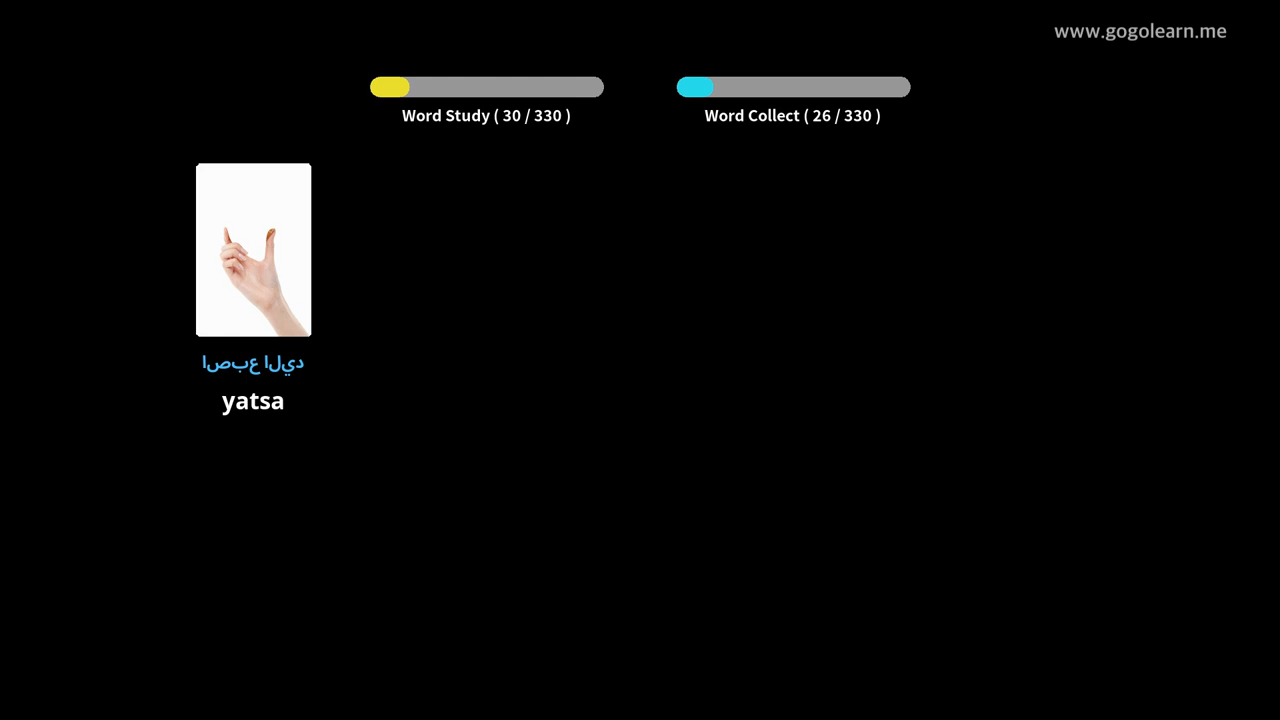 www.gogolearn.me
Word Study ( 30 / 330 )
Word Collect ( 26 / 330 )
اصبع اليد
yatsa